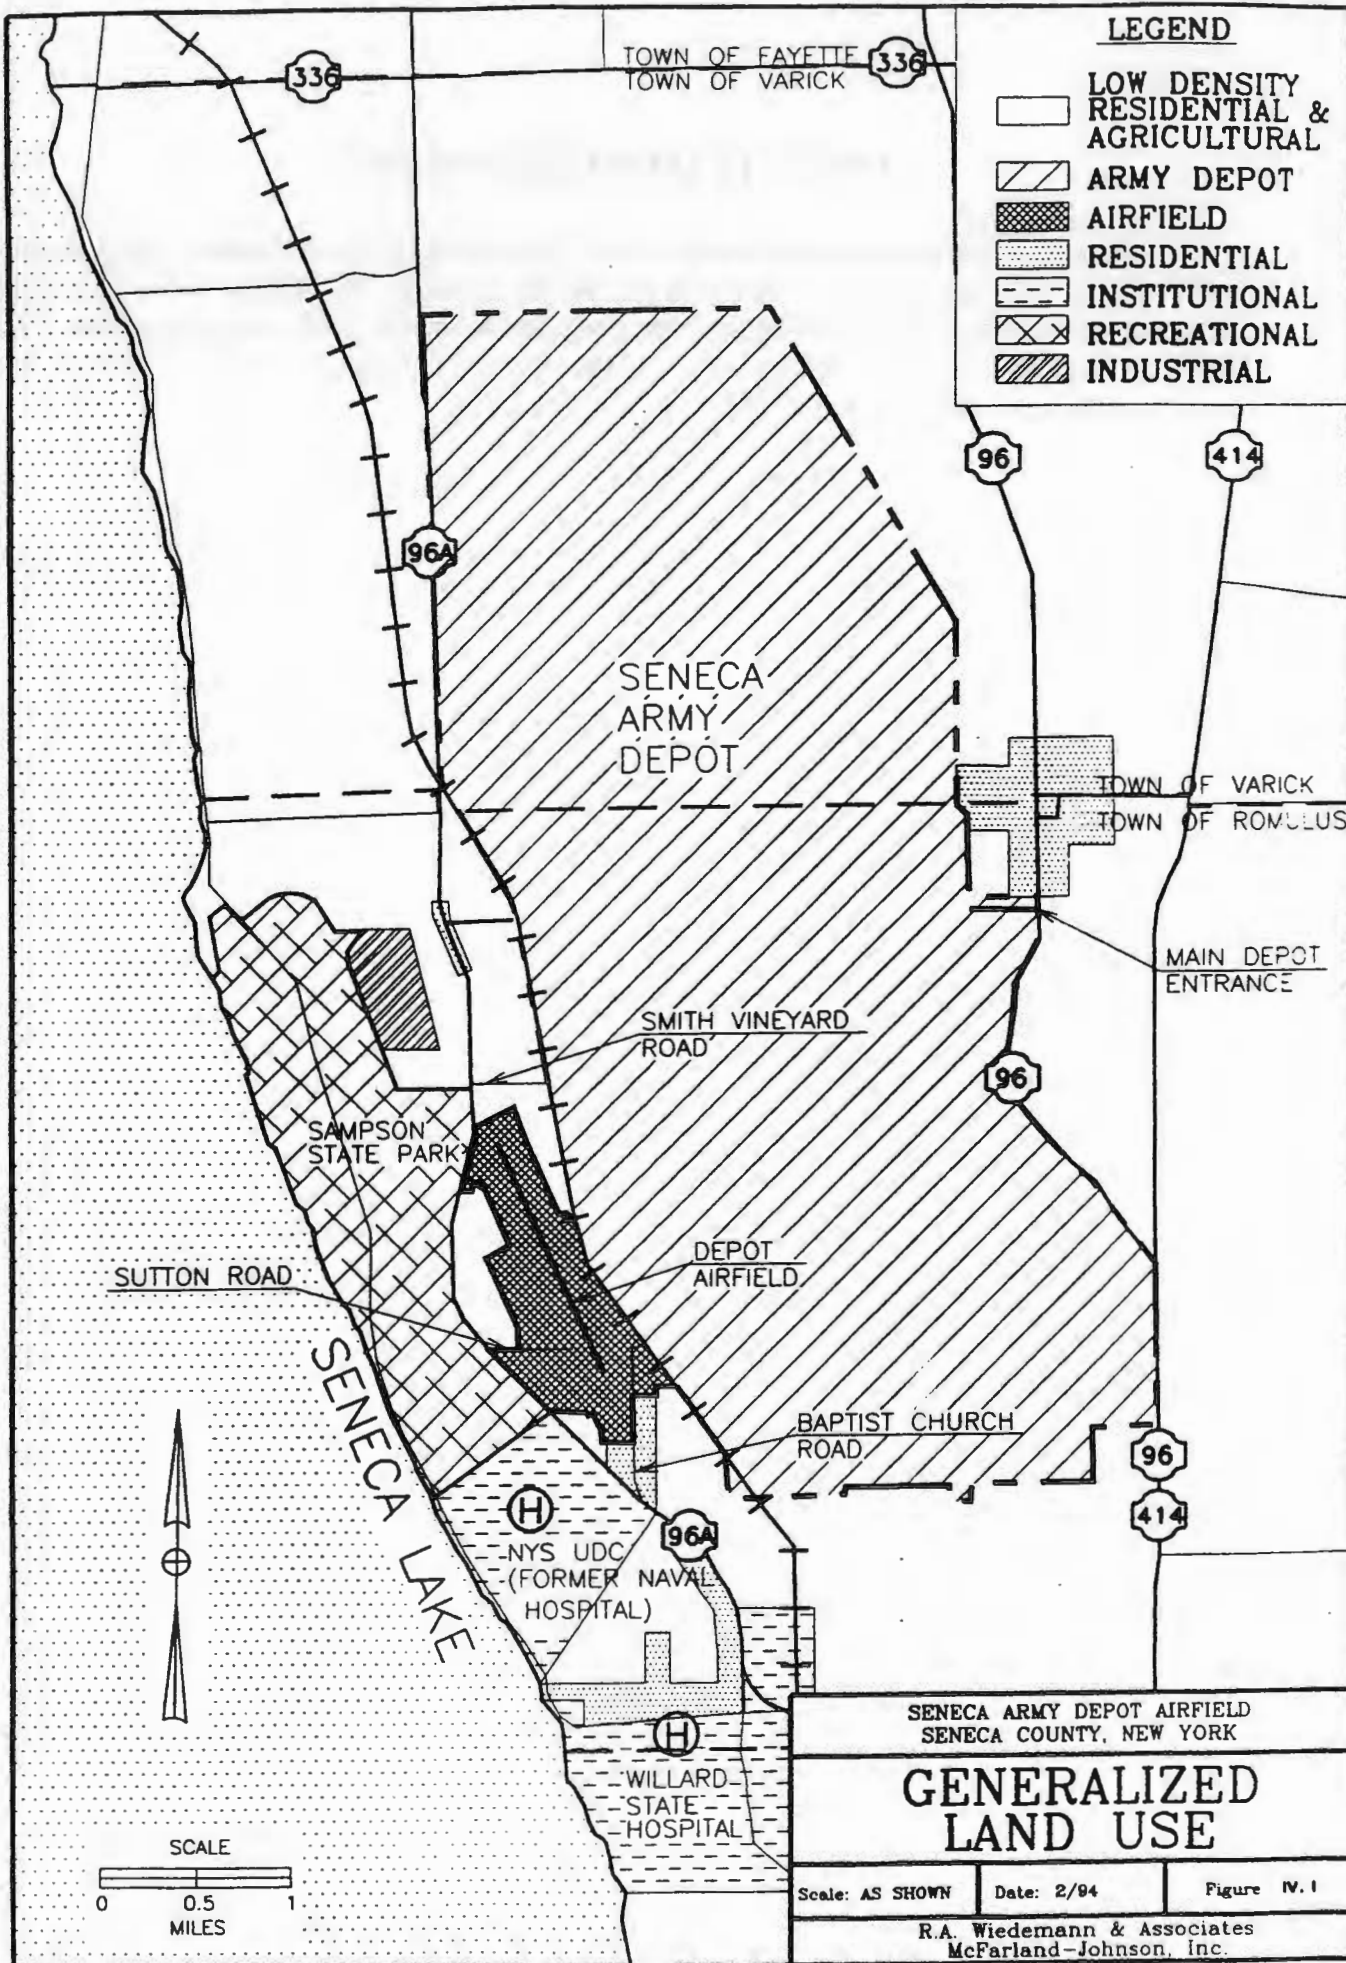 LEGEND
LOW DENSITY
RESIDENTIAL &
AGRICULTURAL
ARMY DEPOT
AIRFIELD
RESIDENTIAL
INSTITUTIONAL
RECREATIONAL
INDUSTRIAL
336
TOWN OF FAYETTE
TOWN OF VARICK
336
96
414
96A
SENECA
ARMY
DEPOT
TOWN OF VARICK
TOWN OF ROMULUS
MAIN DEPOT
ENTRANCE
SMITH VINEYARD
ROAD
96
SAMPSON
STATE PARK
DEPOT
AIRFIELD
SUTTON ROAD
SENECA LAKE
BAPTIST CHURCH
ROAD
96
414
H
96A
NYS UDC
(FORMER NAVAL
HOSPITAL)
H
WILLARD
STATE
HOSPITAL
SCALE
0 0.5 1
MILES
SENECA ARMY DEPOT AIRFIELD
SENECA COUNTY, NEW YORK
GENERALIZED
LAND USE
Scale: AS SHOWN
Date: 2/94
Figure IV.1
R.A. Wiedemann & Associates
McFarland-Johnson, Inc.